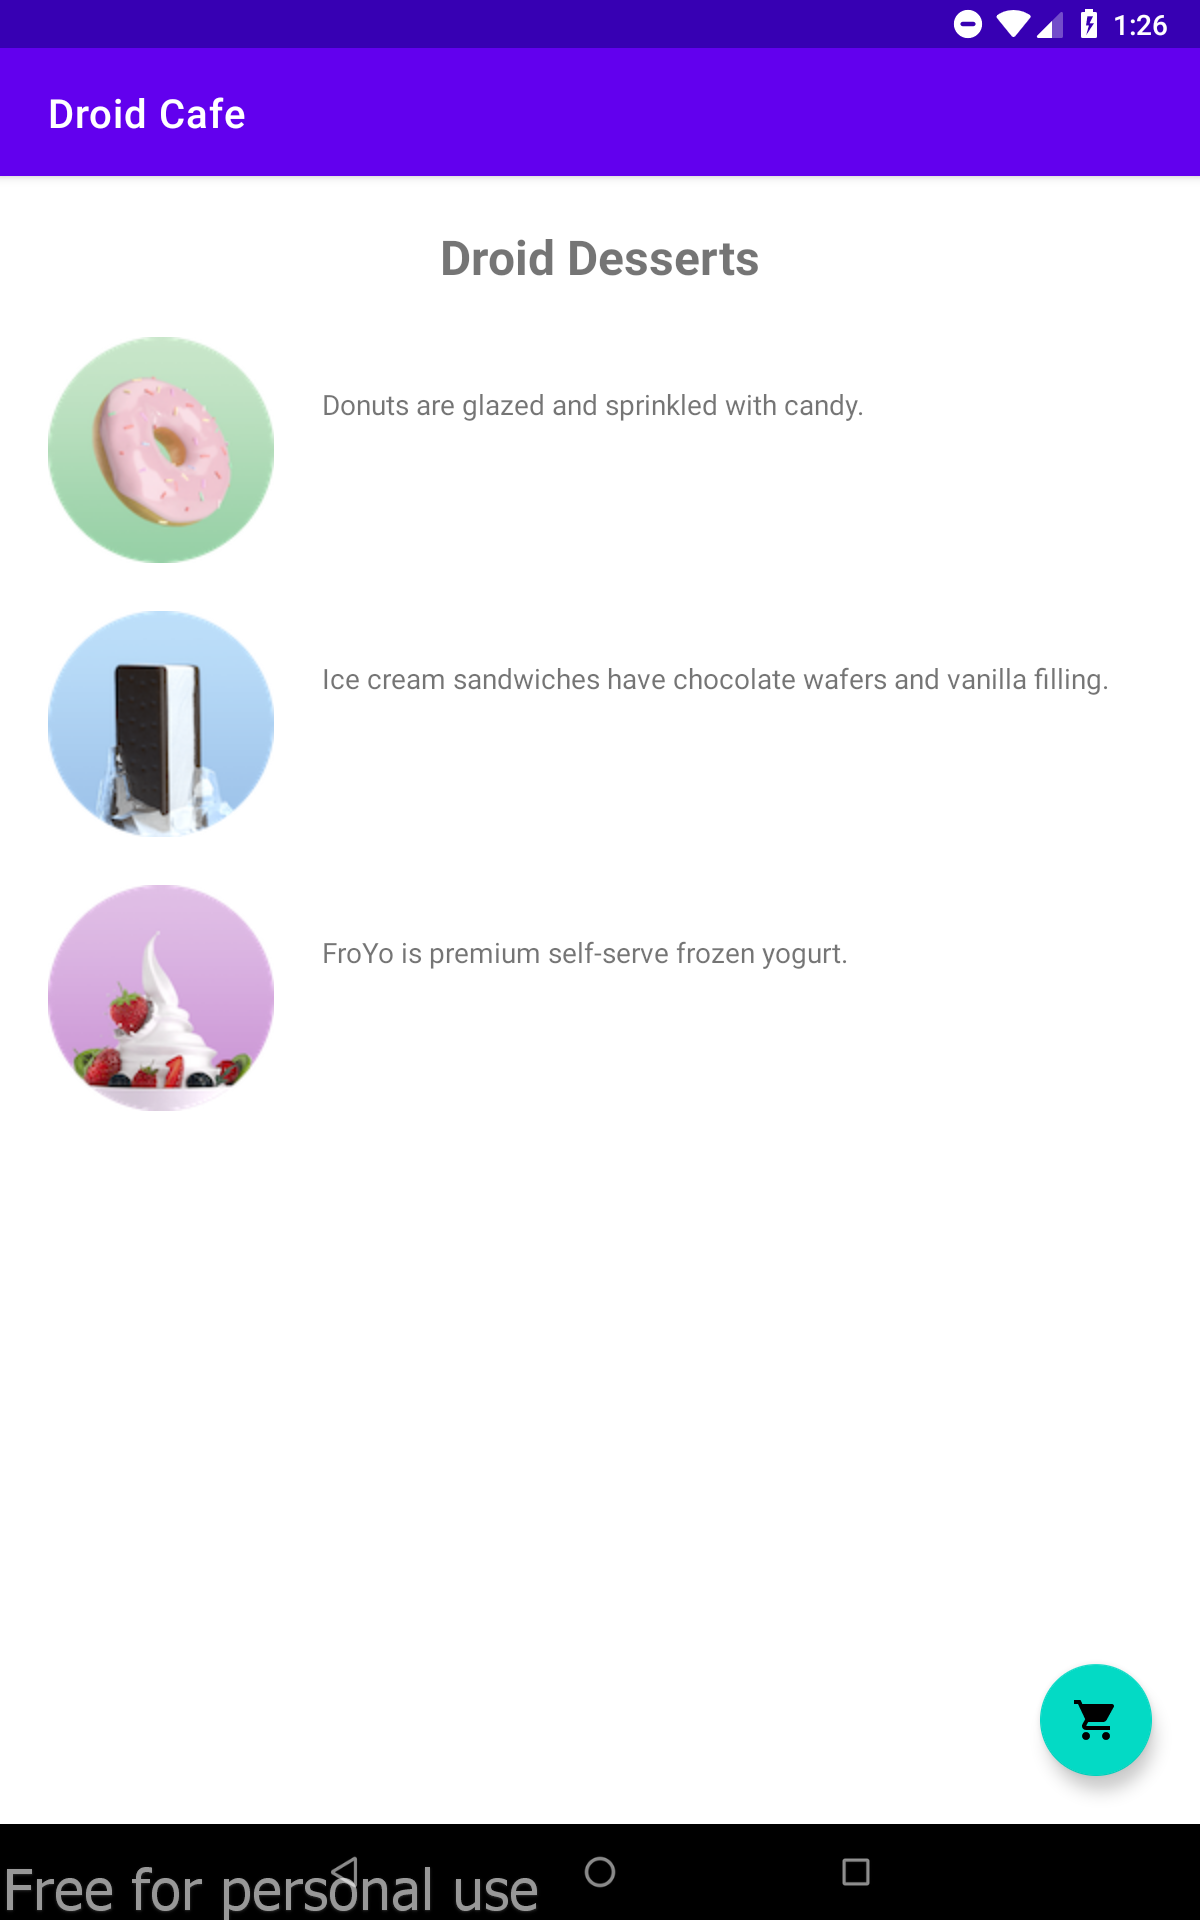 1:26
Droid Cafe
Droid Desserts
Donuts are glazed and sprinkled with candy.
Ice cream sandwiches have chocolate wafers and vanilla filling.
FroYo is premium self-serve frozen yogurt.
Free for personal use